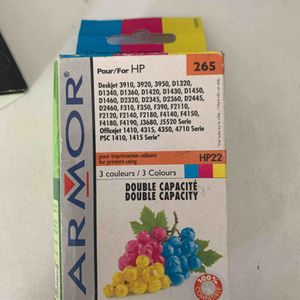 ARMOR
Pour/For HP
265
Deskjet 3910, 3920, 3950, D1320,
D1340, D1360, D1420, D1430, D1450
D1460, D2320, D2345, D2360, D2445,
D2460, F310, F350, F390, F2110,
F2120, F2140, F2180, F4140, F4150,
F4180, F4190, J3680, J5520 Serie
Officejet 1410, 4315, 4350, 4710 Serie
PSC 1410, 1415 Serie*
pour imprimantes utilisant
for printers using
HP22
3 couleurs / 3 Colours
DOUBLE CAPACITÉ
DOUBLE CAPACITY
100%